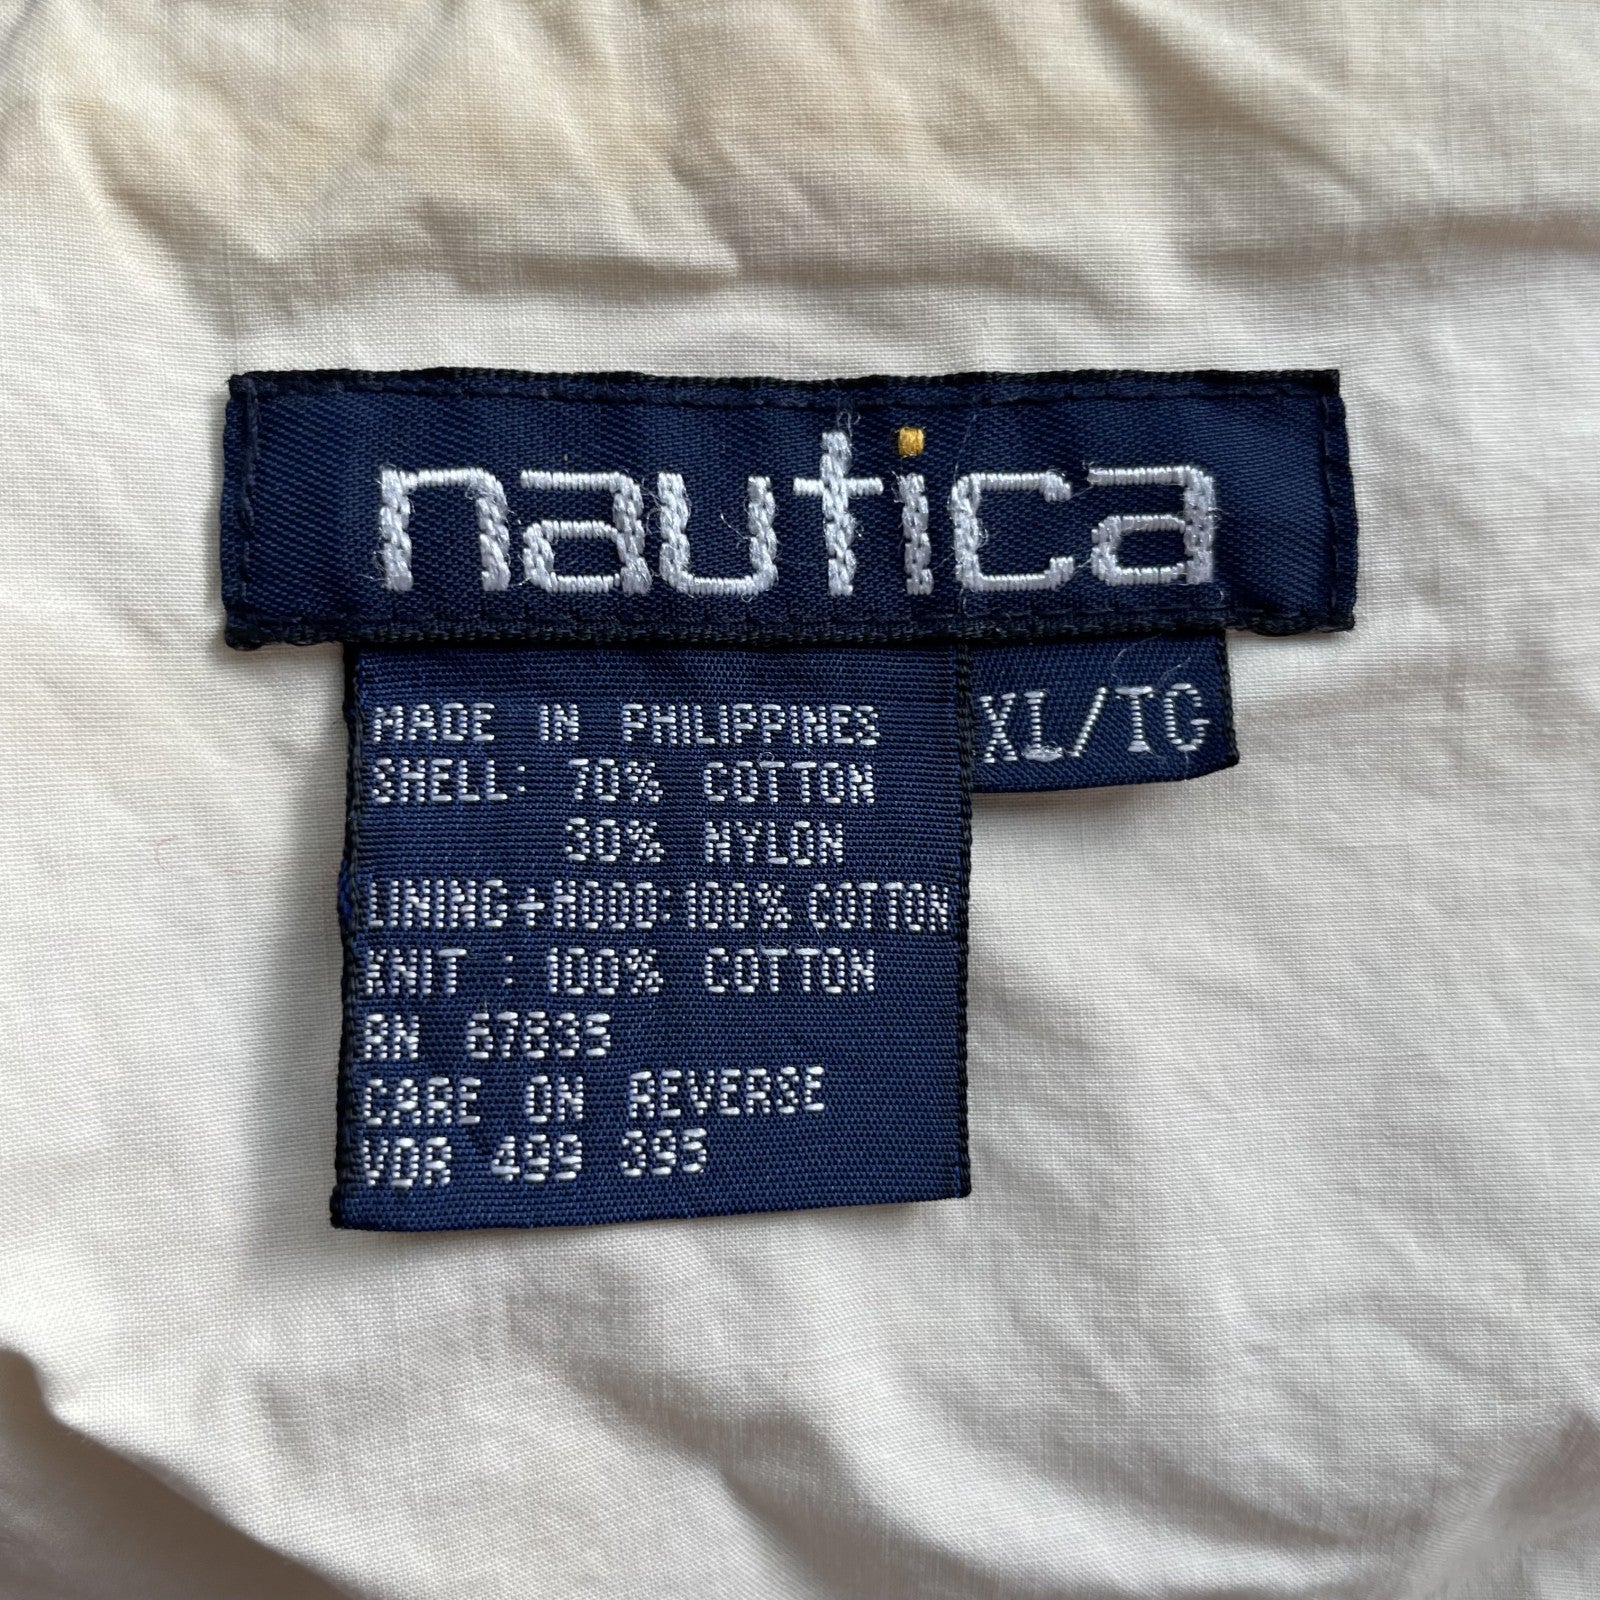 nautica
XL/TG
MADE IN PHILIPPINES
SHELL: 70% COTTON
30% NYLON
LINING+HOOD:100% COTTON
KNIT : 100% COTTON
RN 67835
CARE ON REVERSE
VDR 499 395